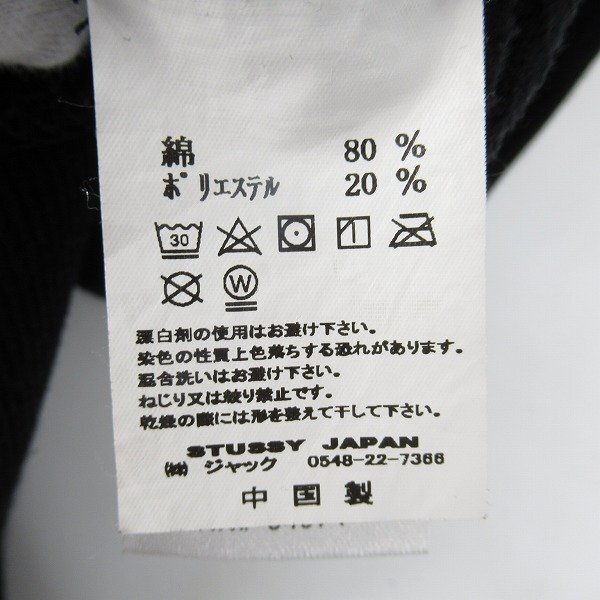 綿 80 %
ポリエステル 20 %
30
W
漂白剤の使用はお避け下さい。
染色の性質上色落ちする恐れがあります。
混合洗いはお避け下さい。
ねじり又は絞り禁止です。
乾燥の際には形を整えて干して下さい。
STUSSY JAPAN
㈱ ジャック 0548-22-7366
中国製